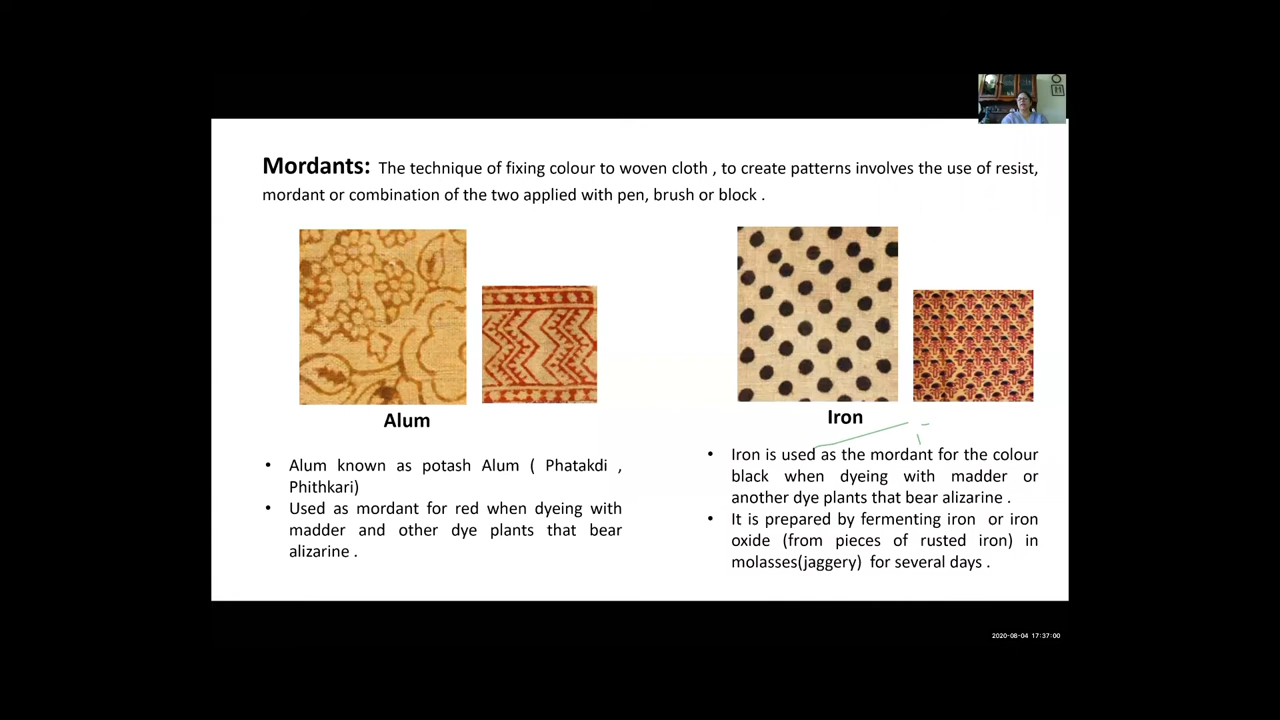 Mordants: The technique of fixing colour to woven cloth , to create patterns involves the use of resist,
mordant or combination of the two applied with pen, brush or block .
Alum
Iron
• Alum known as potash Alum ( Phatakdi ,
Phithkari)
• Used as mordant for red when dyeing with
madder and other dye plants that bear
alizarine .
• Iron is used as the mordant for the colour
black when dyeing with madder or
another dye plants that bear alizarine .
• It is prepared by fermenting iron or iron
oxide (from pieces of rusted iron) in
molasses(jaggery) for several days .
2020-08-04 17:37:00